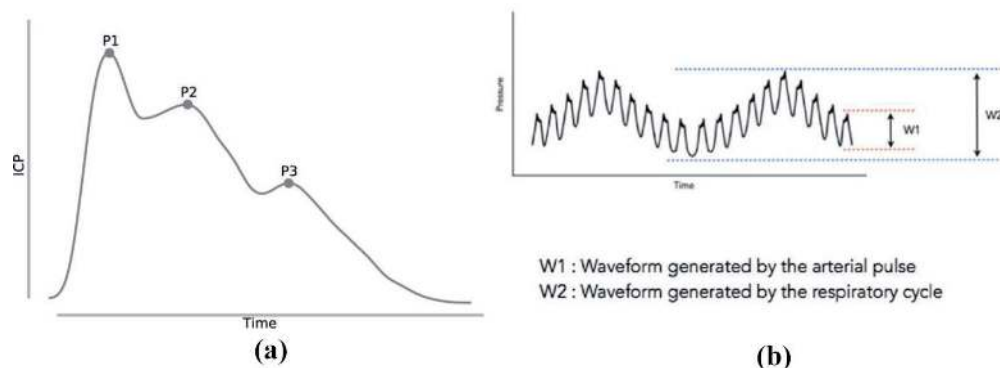 P1
P2
P3
ICP
Time
(a)
Pressure
W1
W2
Time
W1 : Waveform generated by the arterial pulse
W2 : Waveform generated by the respiratory cycle
(b)